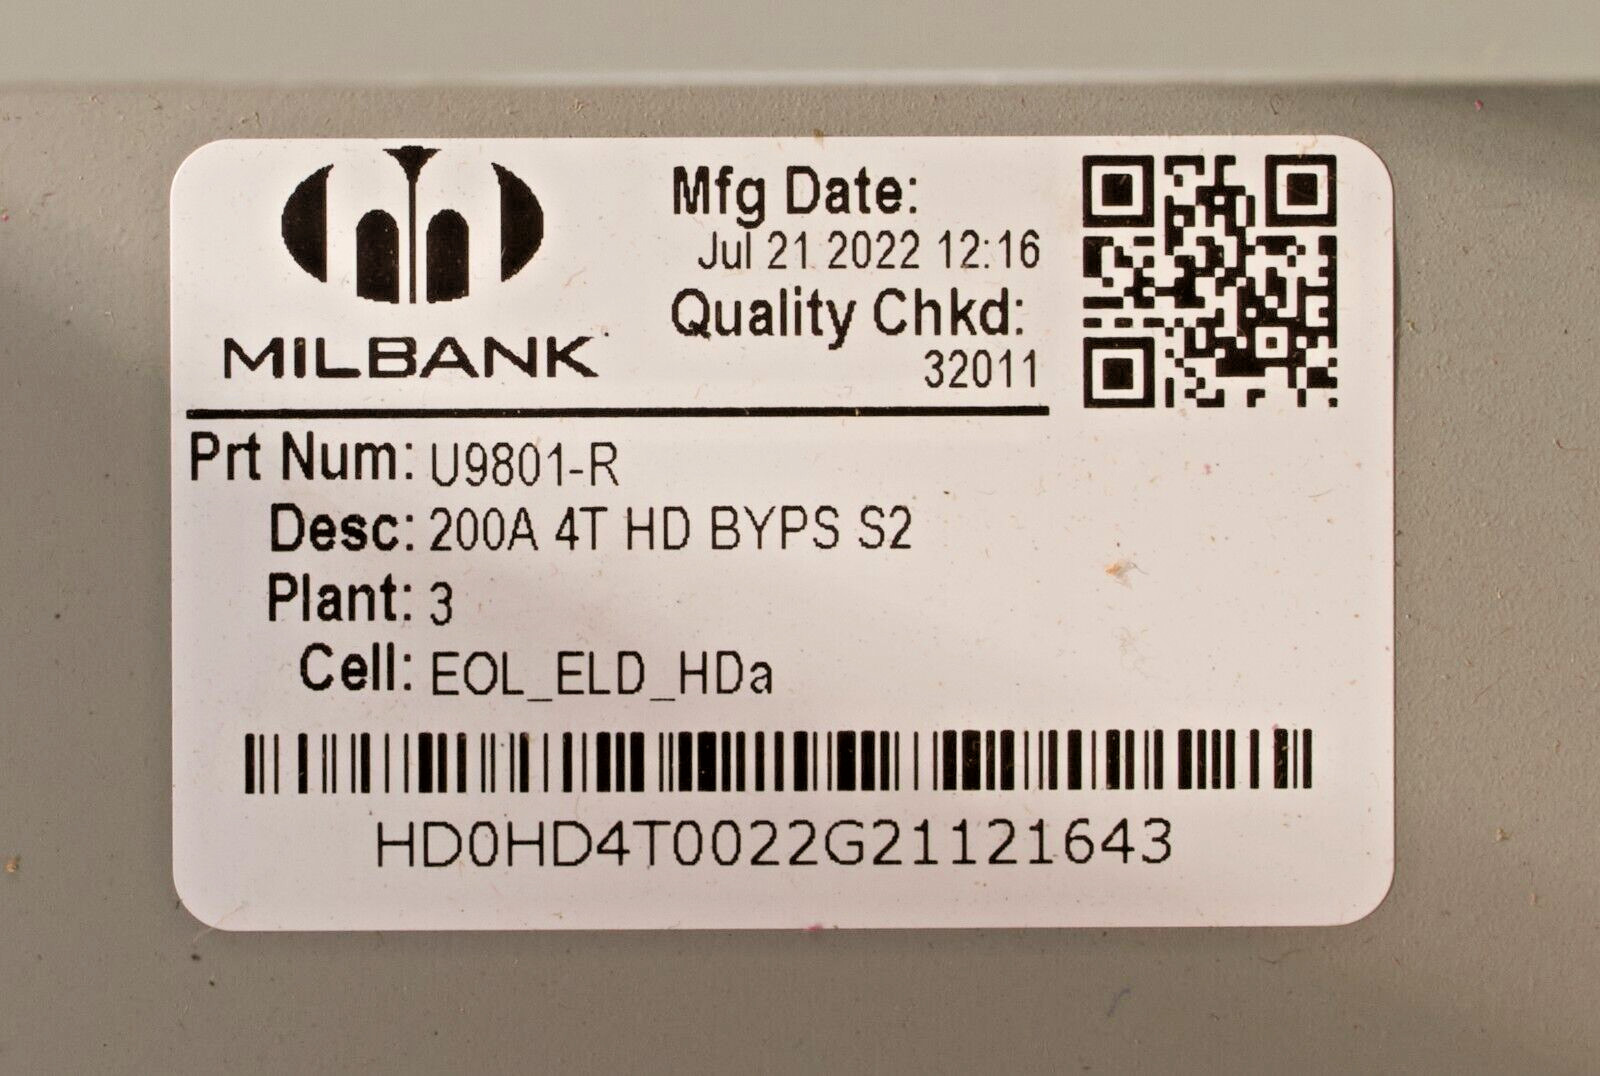 MILBANK
Mfg Date:
Jul 21 2022 12:16
Quality Chkd:
32011
Prt Num: U9801-R
Desc: 200A 4T HD BYPS S2
Plant: 3
Cell: EOL_ELD_HDa
HD0HD4T0022G21121643